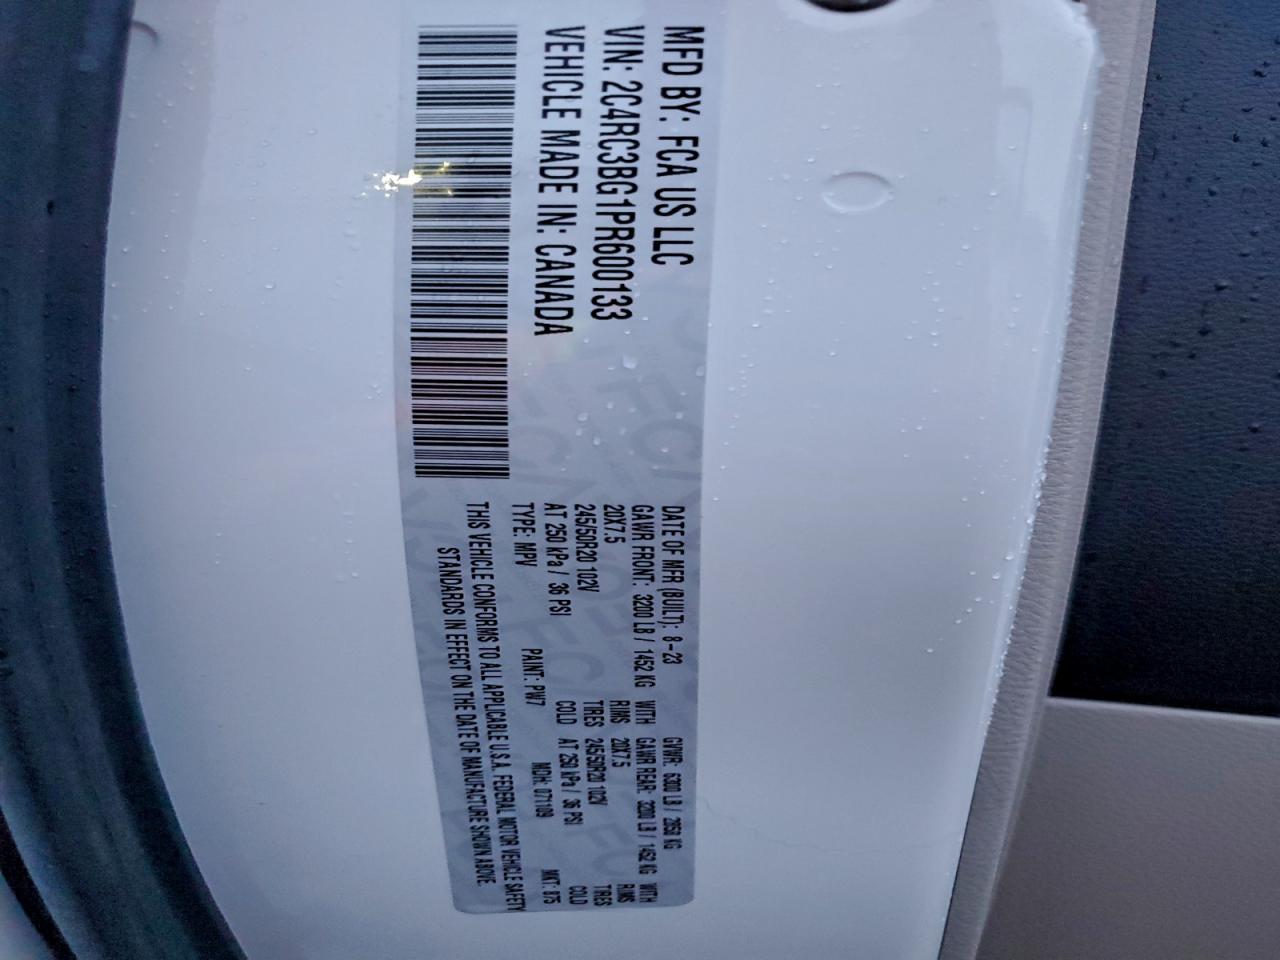 MFD BY: FCA US LLC
VIN: 2C4RC3BG1PR600133
VEHICLE MADE IN: CANADA
DATE OF MFR (BUILT): 8-23 GVWR: 6300 LB / 2858 KG
GAWR FRONT: 3200 LB / 1452 KG WITH GAWR REAR: 3200 LB / 1452 KG WITH
20X7.5 RIMS 20X7.5 RIMS
245/50R20 102V TIRES 245/50R20 102V TIRES
AT 250 kPa / 36 PSI COLD AT 250 kPa / 36 PSI COLD
TYPE: MPV PAINT: PW7 MDH: 071109 MKT: 875
THIS VEHICLE CONFORMS TO ALL APPLICABLE U.S.A. FEDERAL MOTOR VEHICLE SAFETY
STANDARDS IN EFFECT ON THE DATE OF MANUFACTURE SHOWN ABOVE.